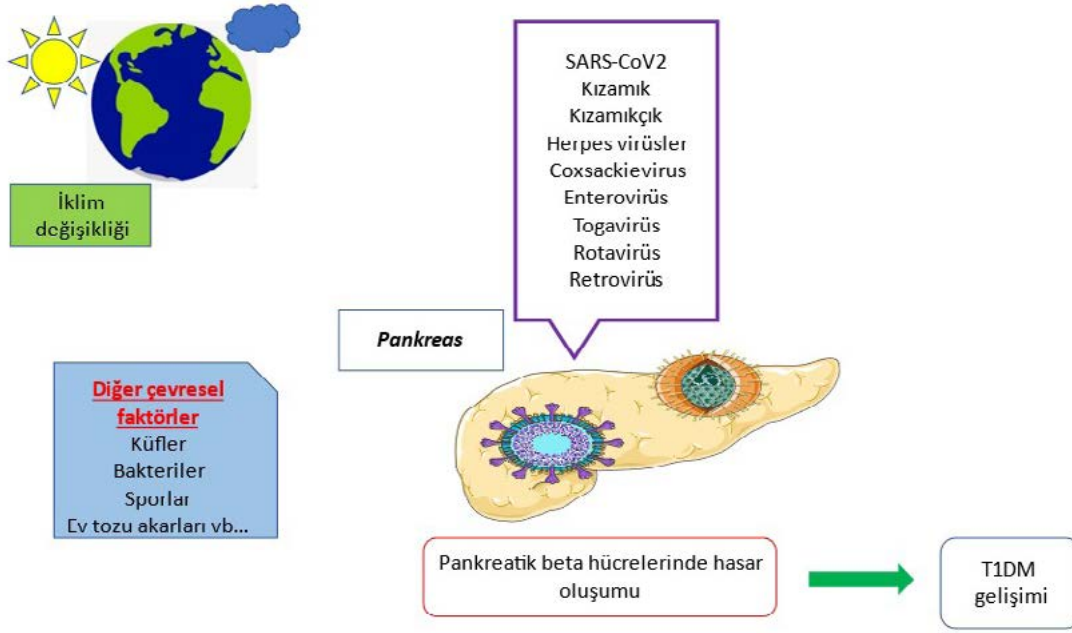 SARS-CoV2
Kızamık
Kızamıkçık
Herpes virüsler
Coxsackievirus
Enterovirüs
Togavirüs
Rotavirüs
Retrovirüs
İklim
değişikliği
Pankreas
Diğer çevresel
faktörler
Küfler
Bakteriler
Sporlar
Ev tozu akarları vb...
Pankreatik beta hücrelerinde hasar
oluşumu
T1DM
gelişimi